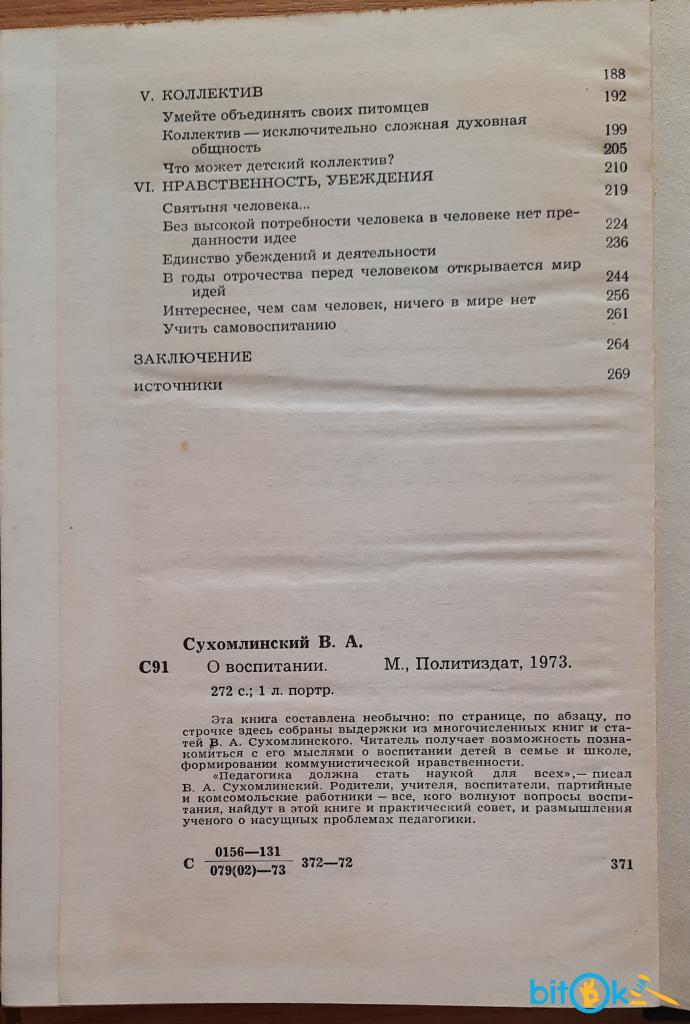 V. КОЛЛЕКТИВ 188
Умейте объединять своих питомцев 192
Коллектив — исключительно сложная духовная
общность 199
Что может детский коллектив? 205
VI. НРАВСТВЕННОСТЬ, УБЕЖДЕНИЯ 210
Святыня человека... 219
Без высокой потребности человека в человеке нет пре-
данности идее 224
Единство убеждений и деятельности 236
В годы отрочества перед человеком открывается мир
идей 244
Интереснее, чем сам человек, ничего в мире нет 256
Учить самовоспитанию 261
ЗАКЛЮЧЕНИЕ 264
ИСТОЧНИКИ 269
Сухомлинский В. А.
С91 О воспитании. М., Политиздат, 1973.
272 с.; 1 л. портр.
Эта книга составлена необычно: по странице, по абзацу, по
строчке здесь собраны выдержки из многочисленных книг и ста-
тей В. А. Сухомлинского. Читатель получает возможность позна-
комиться с его мыслями о воспитании детей в семье и школе,
формировании коммунистической нравственности.
«Педагогика должна стать наукой для всех»,— писал
В. А. Сухомлинский. Родители, учителя, воспитатели, партийные
и комсомольские работники — все, кого волнуют вопросы воспи-
тания, найдут в этой книге и практический совет, и размышления
ученого о насущных проблемах педагогики.
С 0156—131
079(02)—73 372—72 371
bitOk
UA